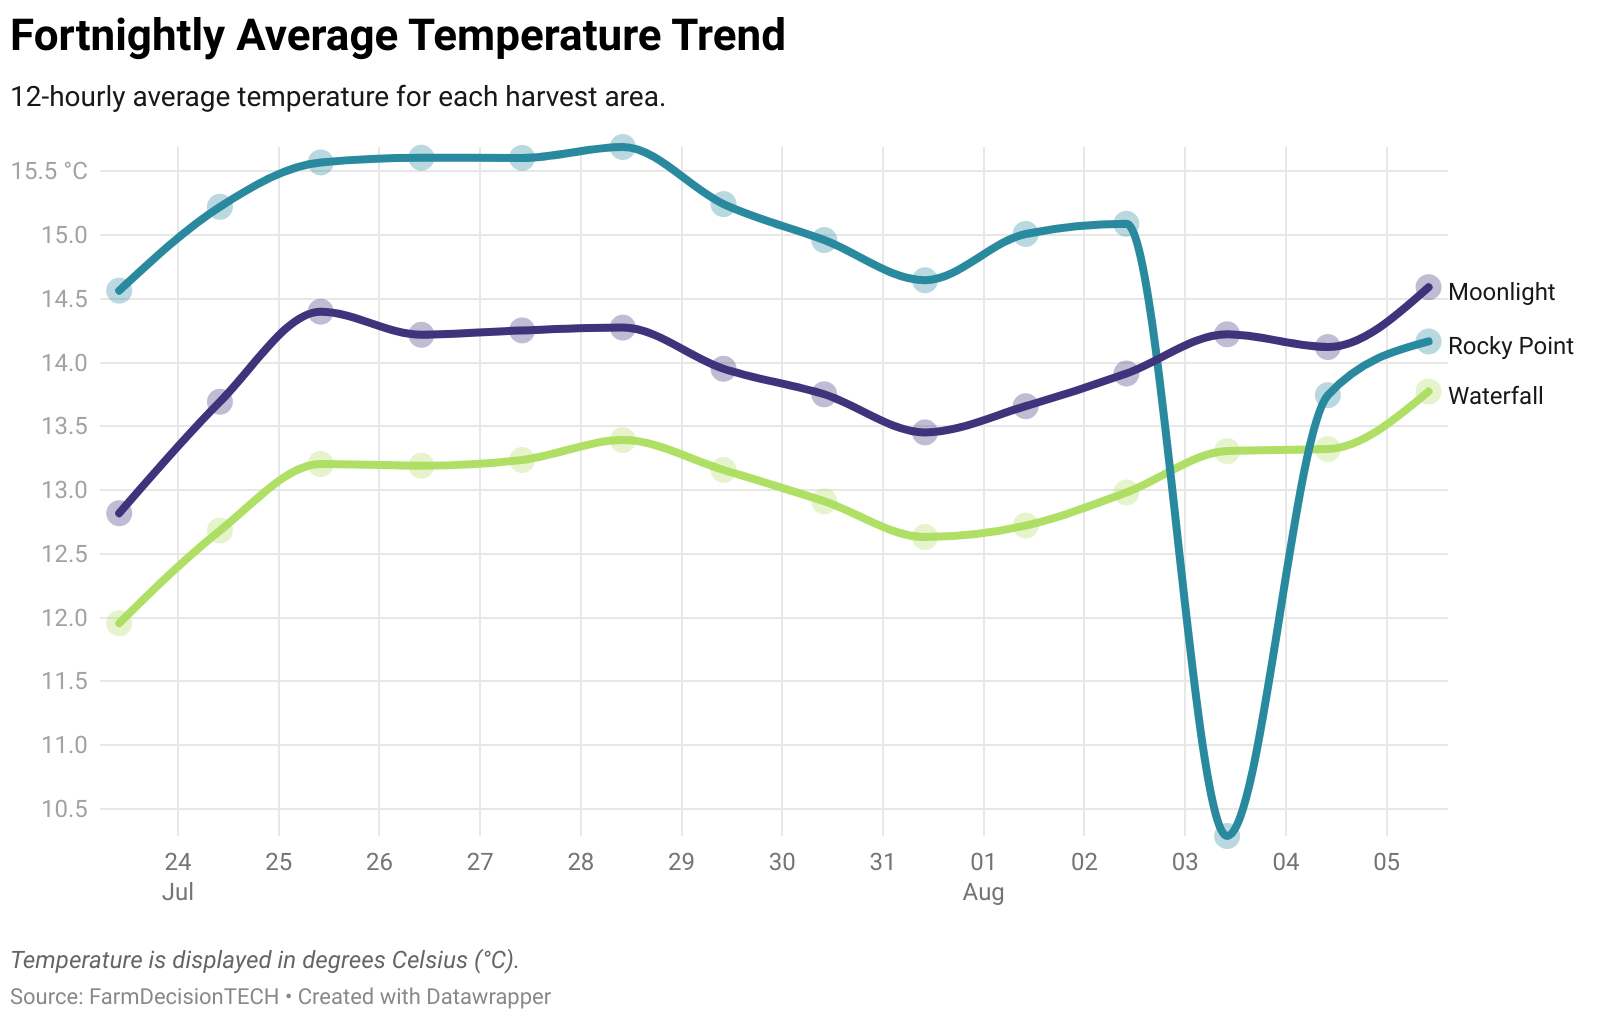 Fortnightly Average Temperature Trend
12-hourly average temperature for each harvest area.
15.5 °C
15.0
14.5
14.0
13.5
13.0
12.5
12.0
11.5
11.0
10.5
Moonlight
Rocky Point
Waterfall
24 25 26 27 28 29 30 31 01 02 03 04 05
Jul Aug
Temperature is displayed in degrees Celsius (°C).
Source: FarmDecisionTECH • Created with Datawrapper